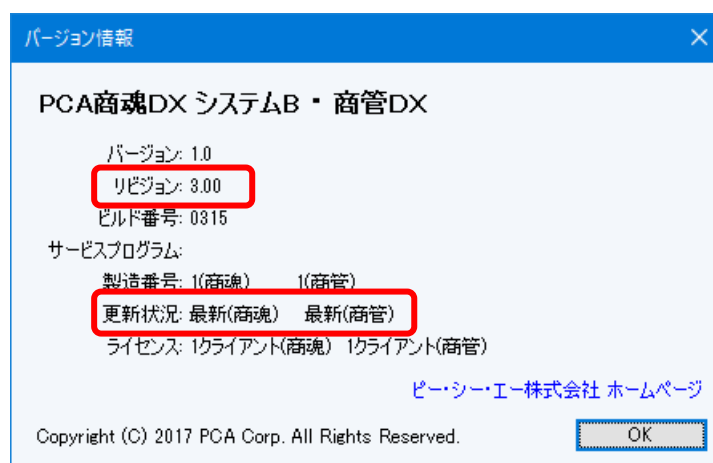 バージョン情報
PCA商魂DX システムB・商管DX
バージョン: 1.0
リビジョン: 3.00
ビルド番号: 0315
サービスプログラム:
製造番号: 1(商魂) 1(商管)
更新状況: 最新(商魂) 最新(商管)
ライセンス: 1クライアント(商魂) 1クライアント(商管)
ピー・シー・エー株式会社 ホームページ
Copyright (C) 2017 PCA Corp. All Rights Reserved. OK